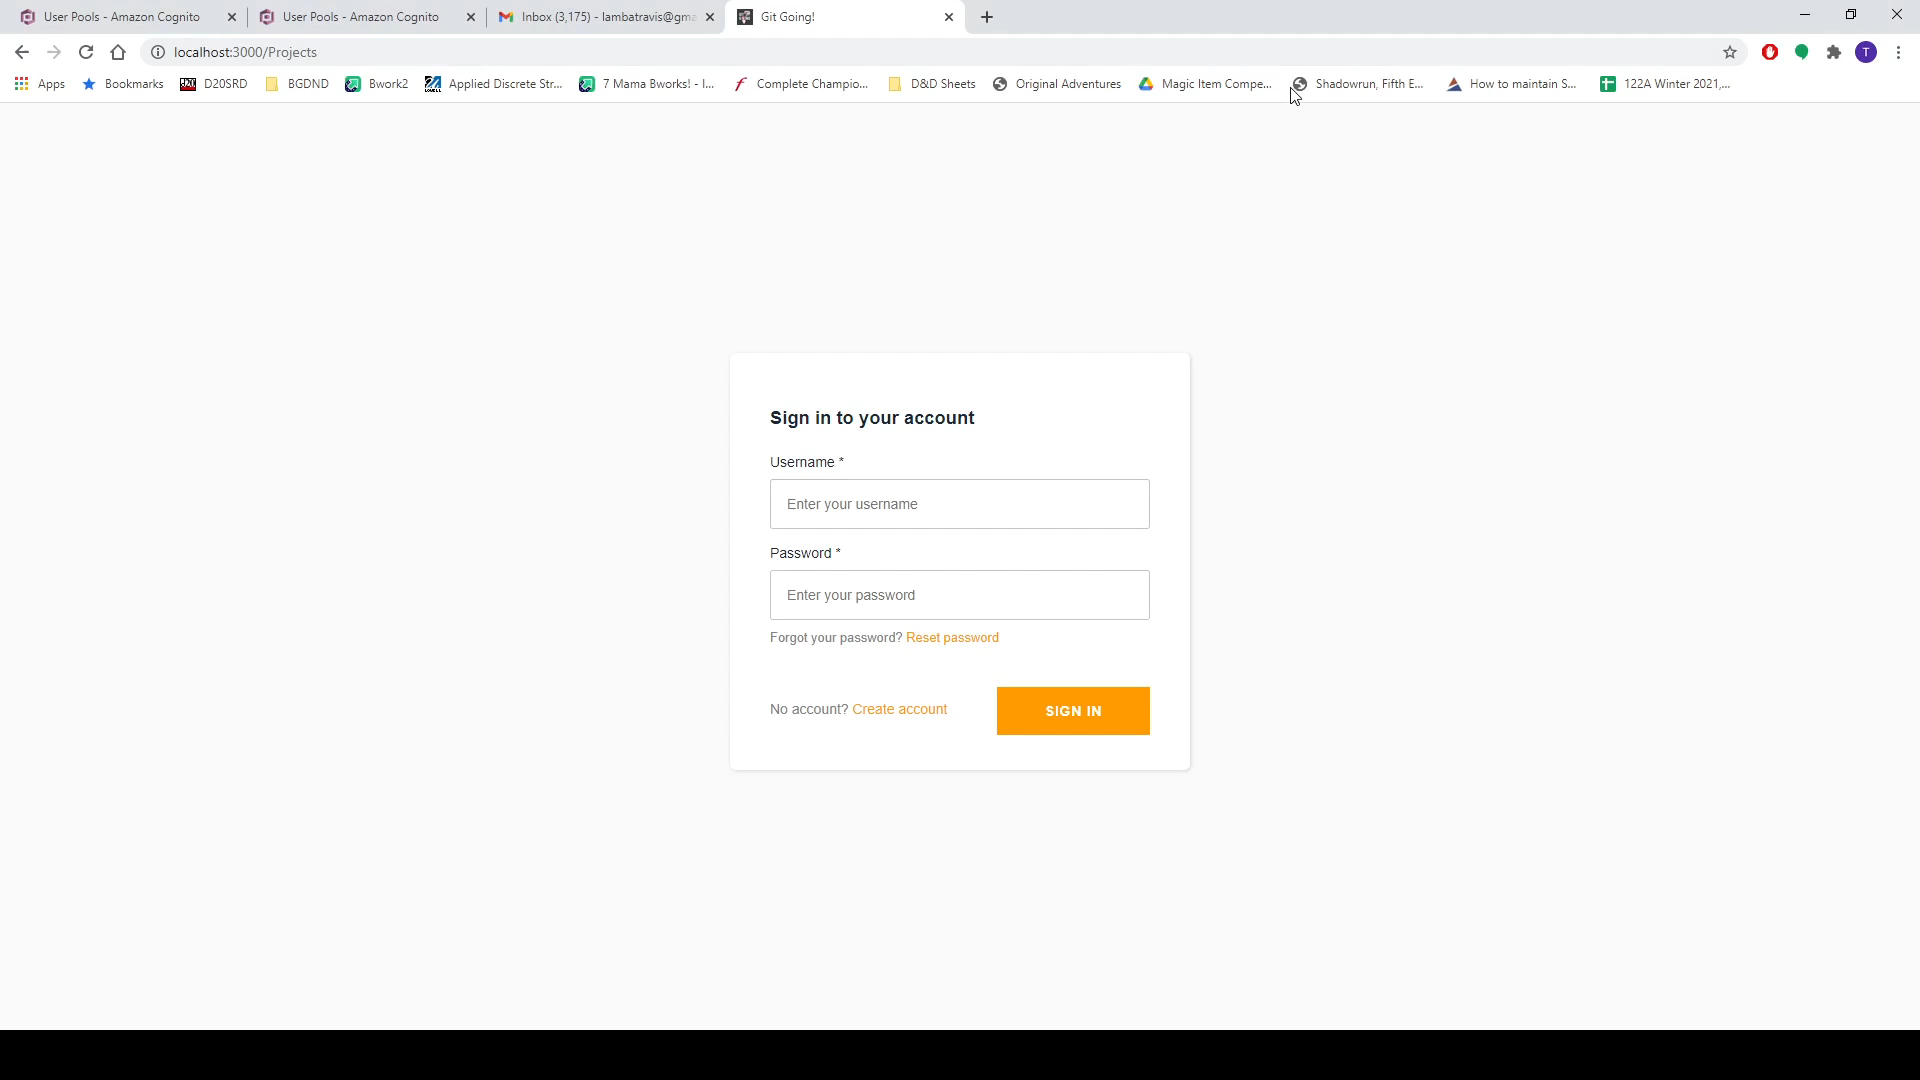 User Pools - Amazon Cognito
User Pools - Amazon Cognito
Inbox (3,175) - lambatravis@gma
Git Going!
localhost:3000/Projects
T
Apps
Bookmarks
D20SRD
BGDND
Bwork2
Applied Discrete Str...
7 Mama Bworks! - I...
Complete Champio...
D&D Sheets
Original Adventures
Magic Item Compe...
Shadowrun, Fifth E...
How to maintain S...
122A Winter 2021,...
Sign in to your account
Username *
Enter your username
Password *
Enter your password
Forgot your password? Reset password
No account? Create account
SIGN IN